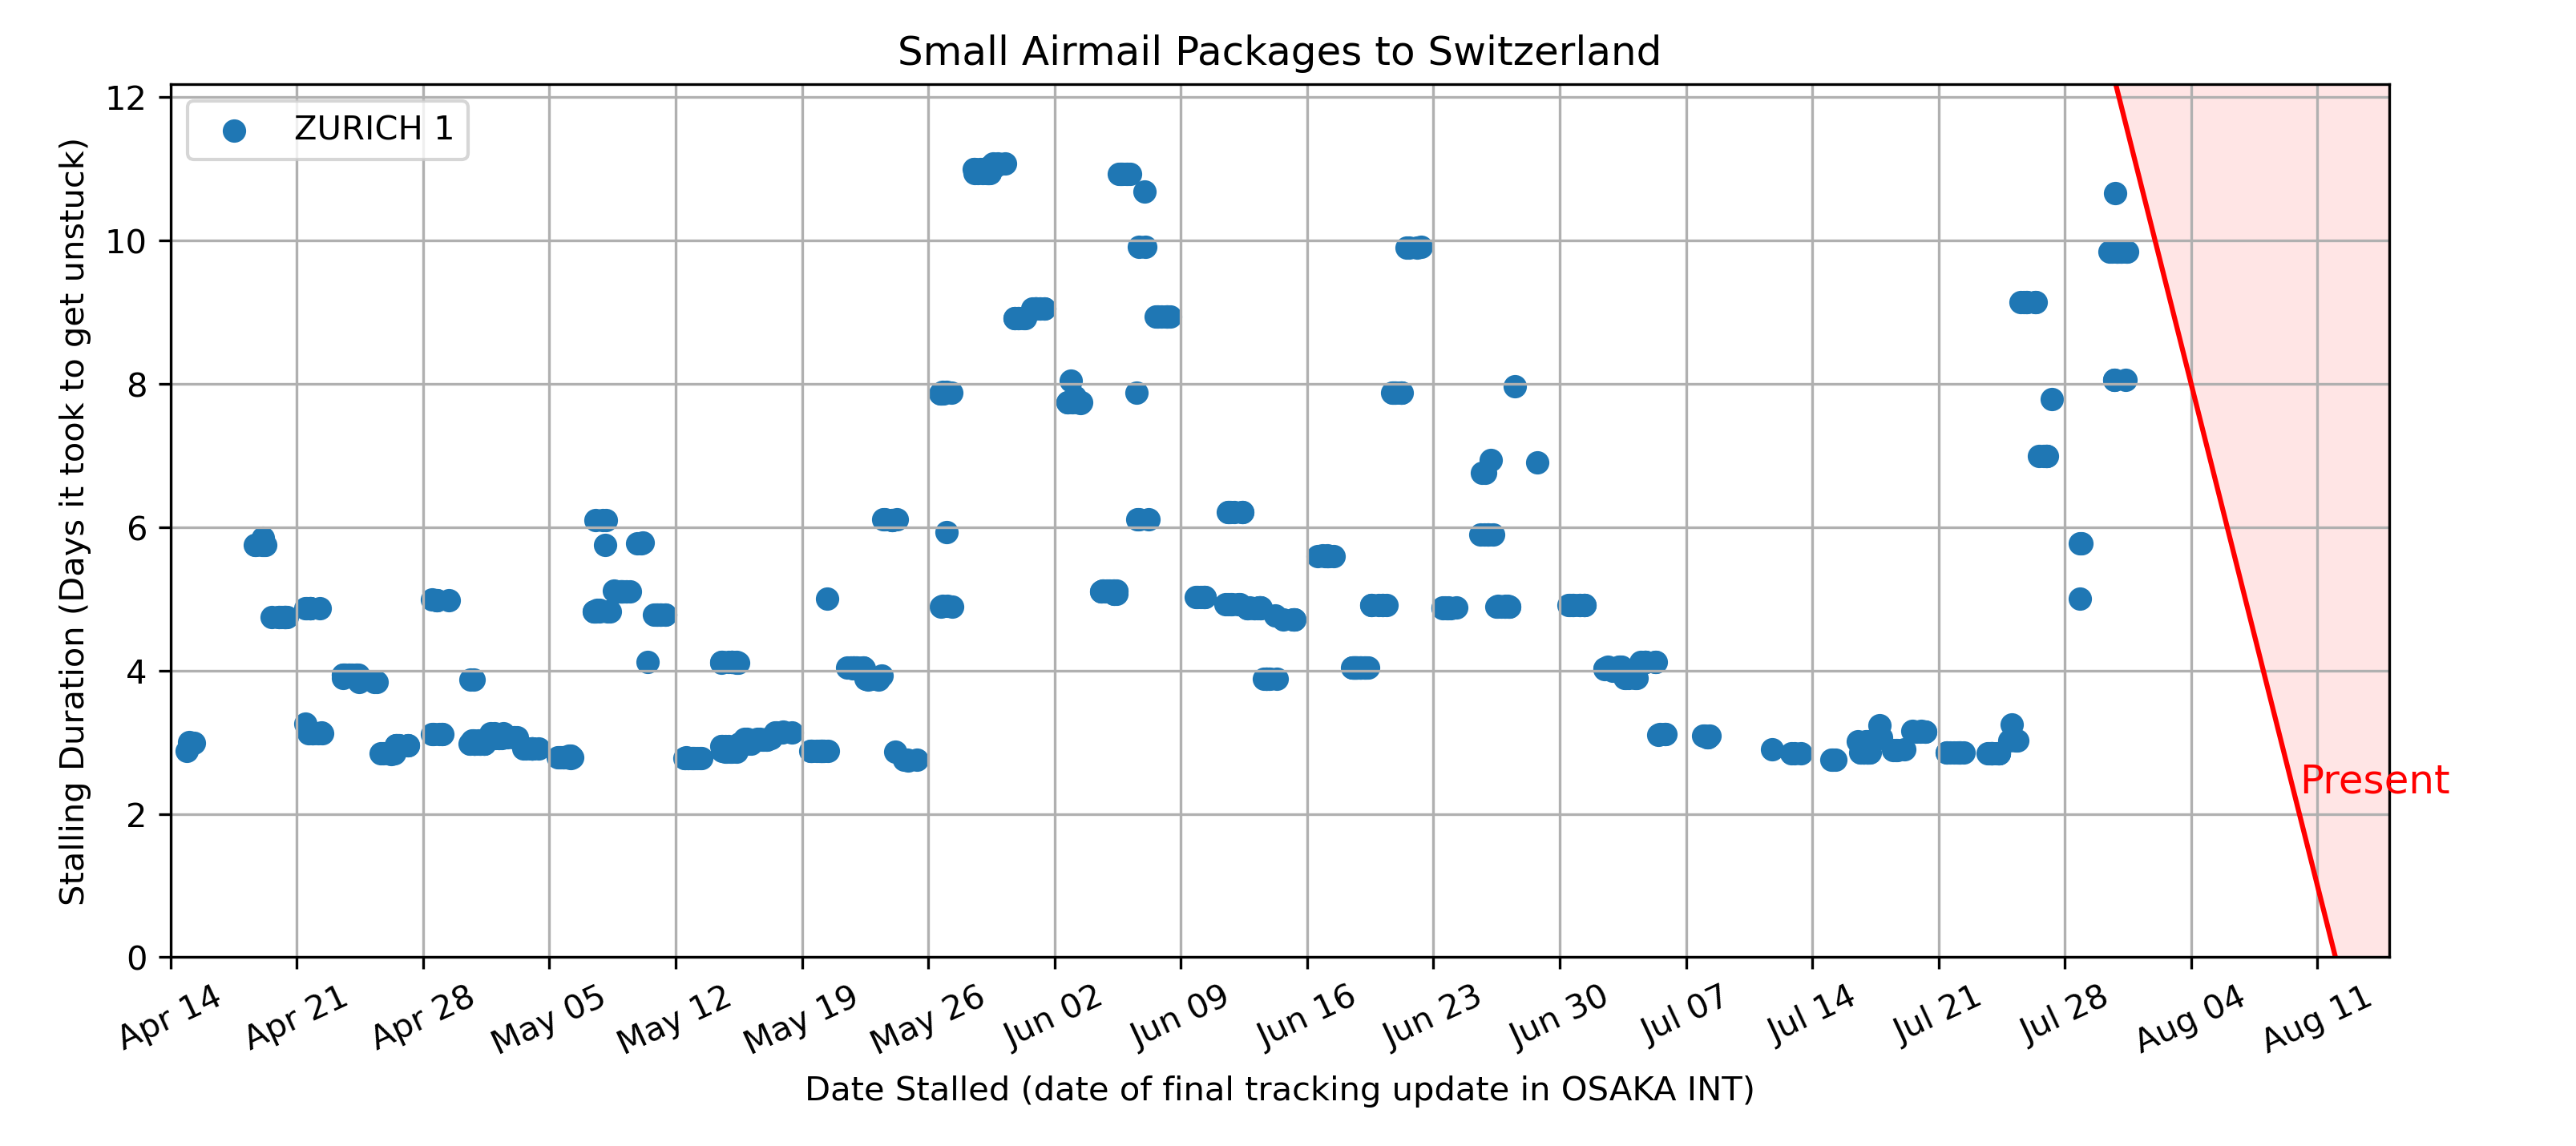 Small Airmail Packages to Switzerland
ZURICH 1
Stalling Duration (Days it took to get unstuck)
12
10
8
6
4
2
0
Present
Apr 14
Apr 21
Apr 28
May 05
May 12
May 19
May 26
Jun 02
Jun 09
Jun 16
Jun 23
Jun 30
Jul 07
Jul 14
Jul 21
Jul 28
Aug 04
Aug 11
Date Stalled (date of final tracking update in OSAKA INT)